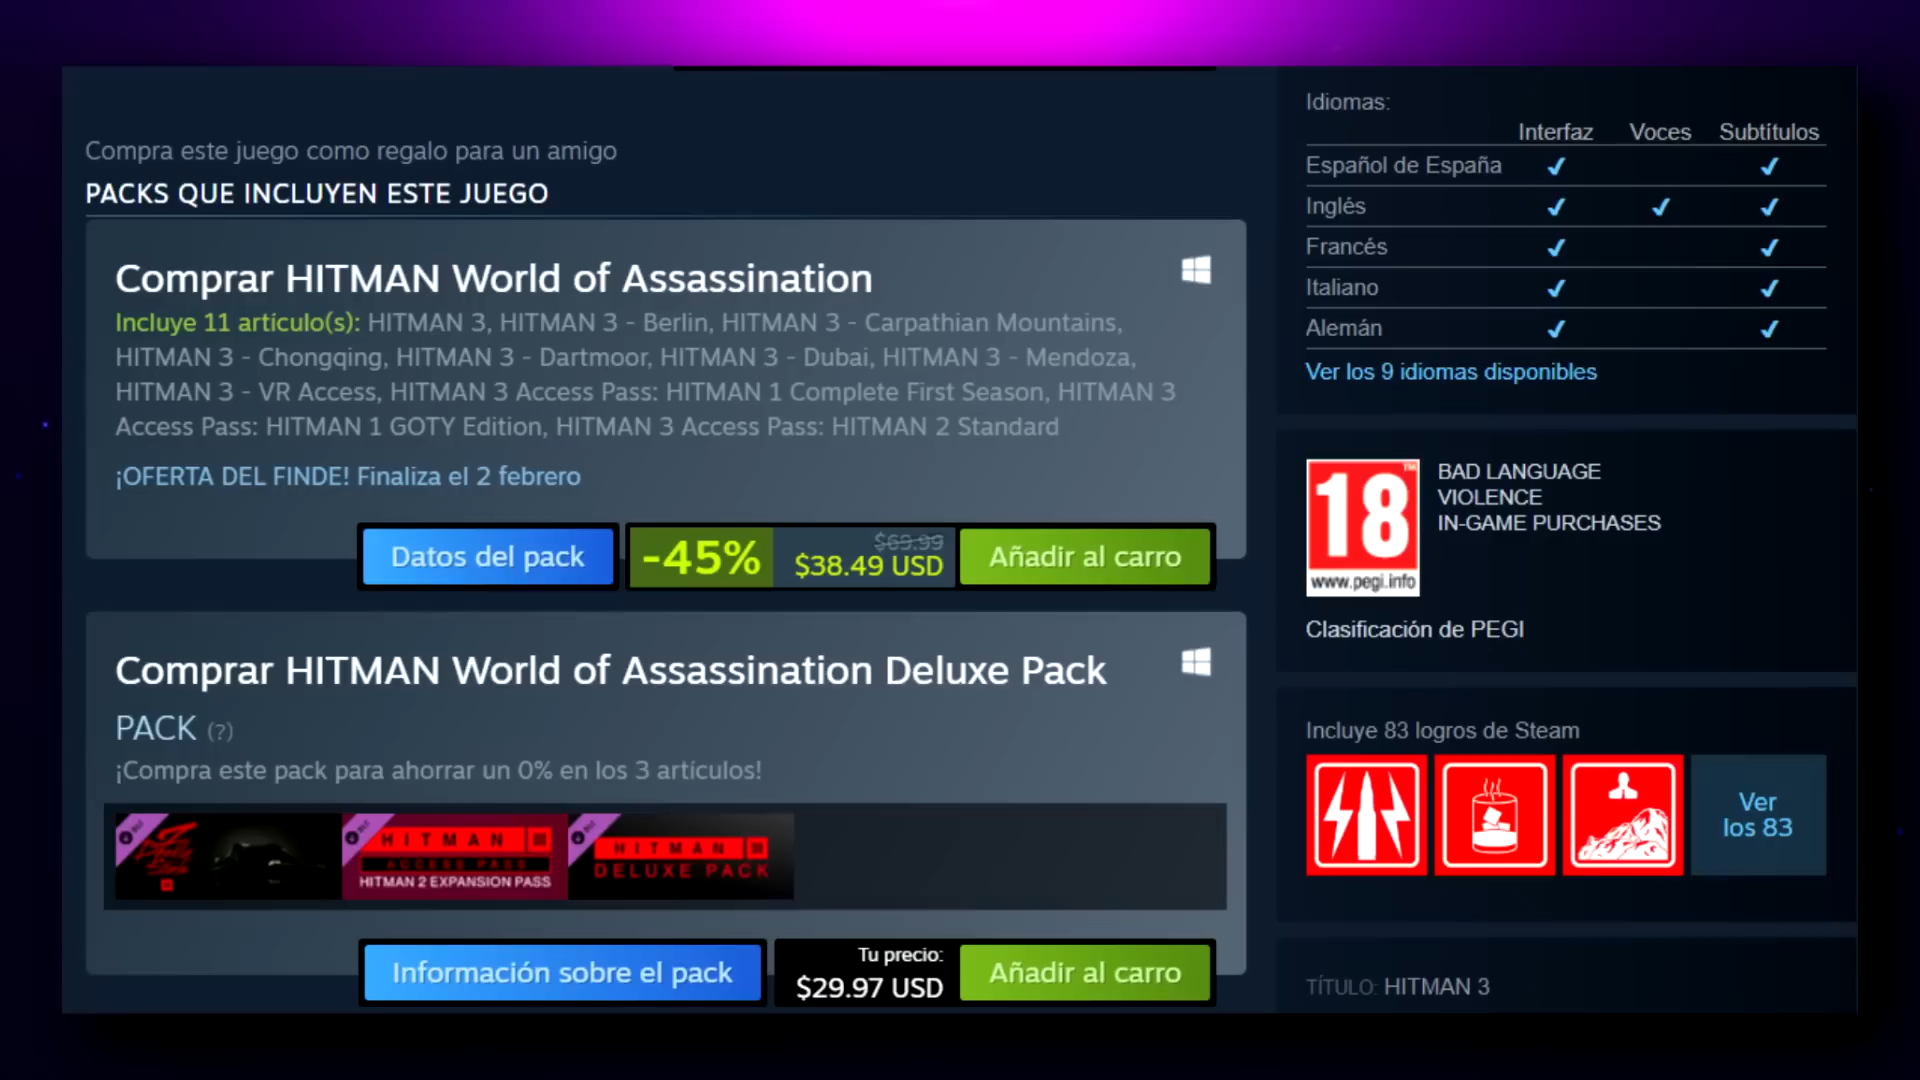 Compra este juego como regalo para un amigo
PACKS QUE INCLUYEN ESTE JUEGO
Comprar HITMAN World of Assassination
Incluye 11 artículo(s): HITMAN 3, HITMAN 3 - Berlin, HITMAN 3 - Carpathian Mountains,
HITMAN 3 - Chongqing, HITMAN 3 - Dartmoor, HITMAN 3 - Dubai, HITMAN 3 - Mendoza,
HITMAN 3 - VR Access, HITMAN 3 Access Pass: HITMAN 1 Complete First Season, HITMAN 3
Access Pass: HITMAN 1 GOTY Edition, HITMAN 3 Access Pass: HITMAN 2 Standard
¡OFERTA DEL FINDE! Finaliza el 2 febrero
Datos del pack
-45%
$69.99
$38.49 USD
Añadir al carro
Comprar HITMAN World of Assassination Deluxe Pack
PACK (?)
¡Compra este pack para ahorrar un 0% en los 3 artículos!
HITMAN III
ACCESS PASS
HITMAN 2 EXPANSION PASS
HITMAN III
DELUXE PACK
Información sobre el pack
Tu precio:
$29.97 USD
Añadir al carro
Idiomas:
Interfaz Voces Subtítulos
Español de España ✔ ✔
Inglés ✔ ✔ ✔
Francés ✔ ✔
Italiano ✔ ✔
Alemán ✔ ✔
Ver los 9 idiomas disponibles
18 TM
www.pegi.info
BAD LANGUAGE
VIOLENCE
IN-GAME PURCHASES
Clasificación de PEGI
Incluye 83 logros de Steam
Ver
los 83
TÍTULO: HITMAN 3